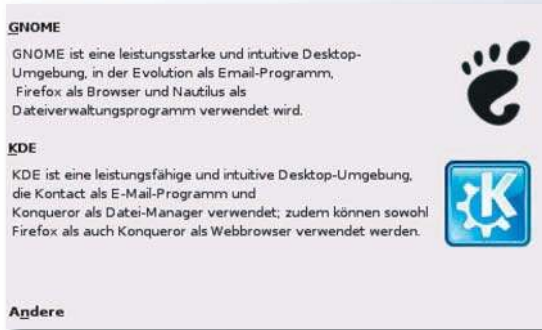 GNOME
GNOME ist eine leistungsstarke und intuitive Desktop-
Umgebung, in der Evolution als Email-Programm,
Firefox als Browser und Nautilus als
Dateiverwaltungsprogramm verwendet wird.
KDE
KDE ist eine leistungsfähige und intuitive Desktop-Umgebung,
die Kontact als E-Mail-Programm und
Konqueror als Datei-Manager verwendet; zudem können sowohl
Firefox als auch Konqueror als Webbrowser verwendet werden.
K
Andere